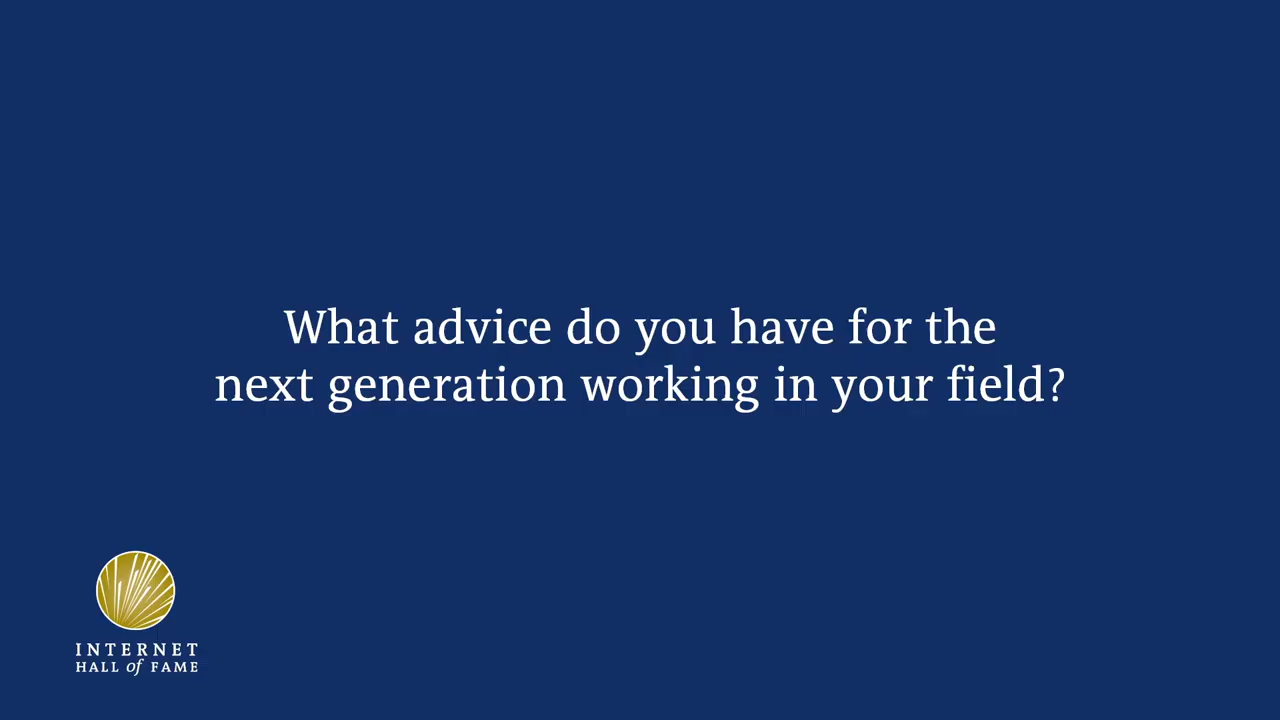 What advice do you have for the
next generation working in your field?
INTERNET
HALL of FAME